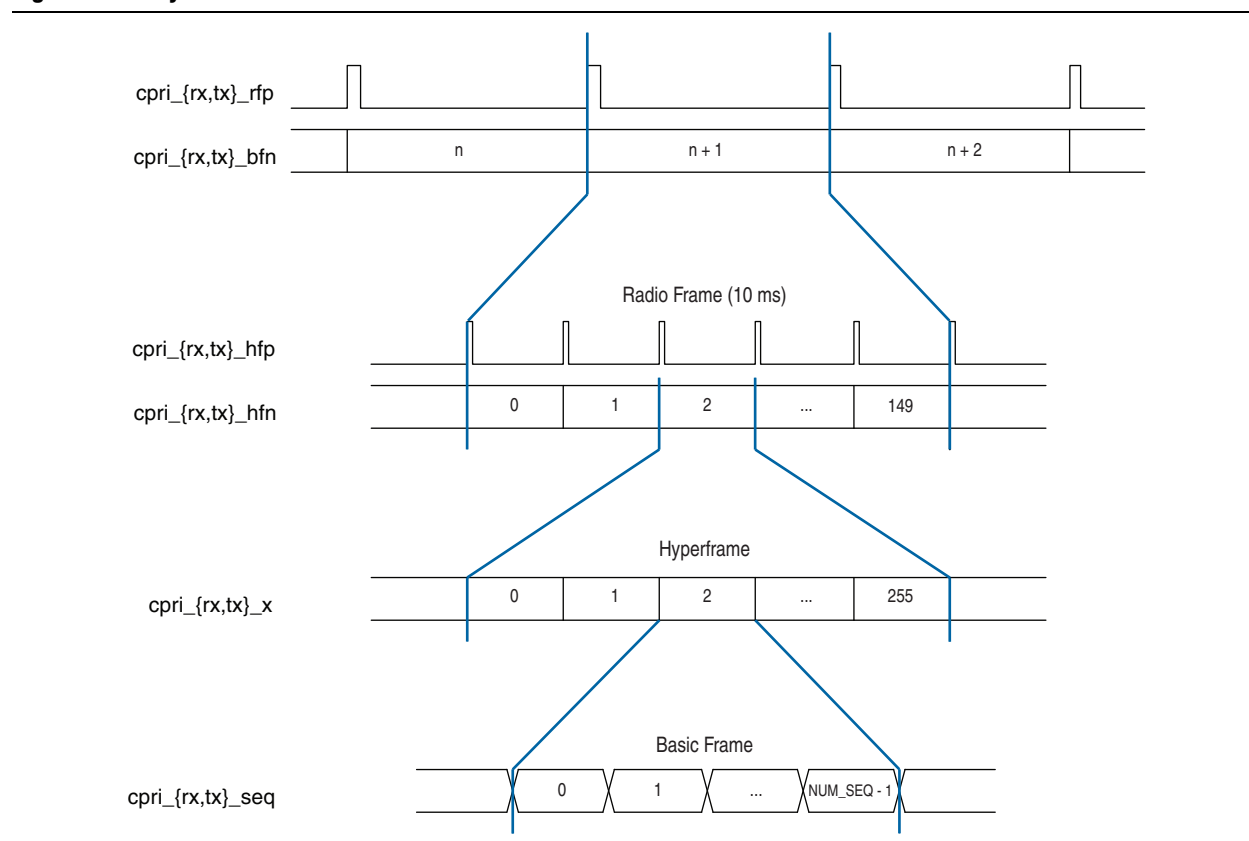 cpri_{rx,tx}_rfp
cpri_{rx,tx}_bfn n n + 1 n + 2
Radio Frame (10 ms)
cpri_{rx,tx}_hfp
cpri_{rx,tx}_hfn 0 1 2 ... 149
Hyperframe
cpri_{rx,tx}_x 0 1 2 ... 255
Basic Frame
cpri_{rx,tx}_seq 0 1 ... NUM_SEQ - 1